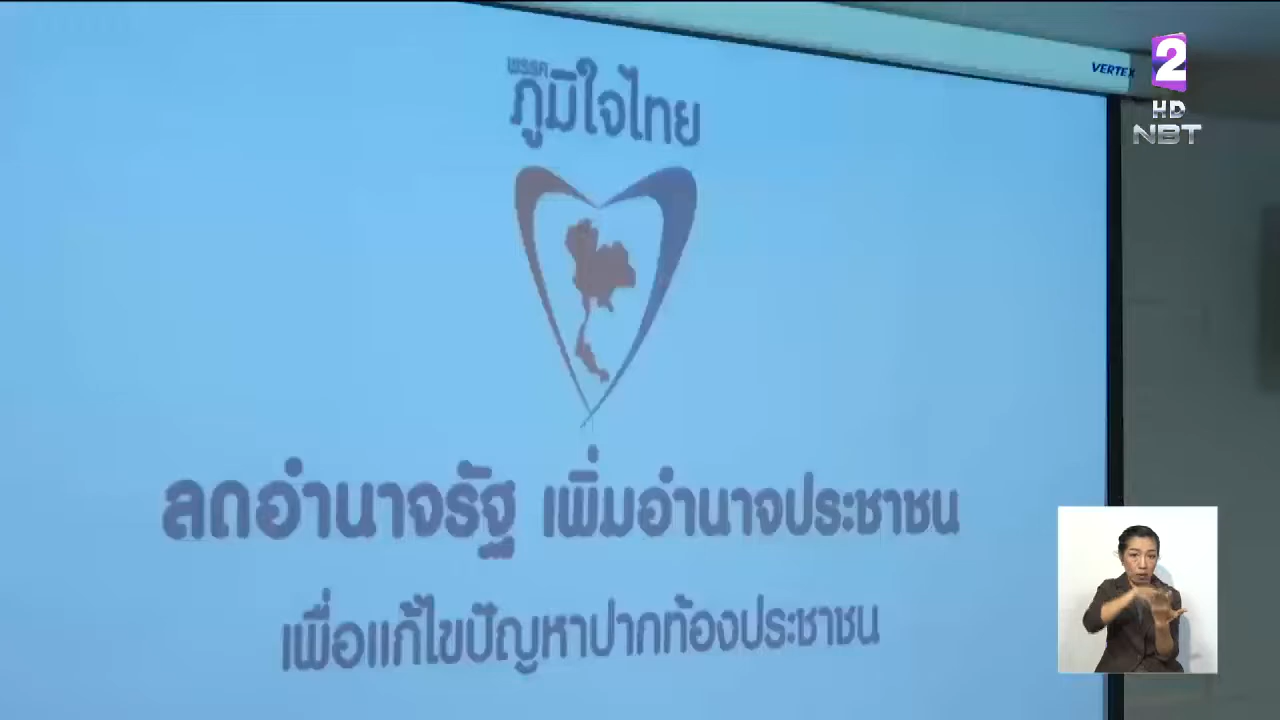 พรรค
ภูมิใจไทย
ลดอำนาจรัฐ เพิ่มอำนาจประชาชน
เพื่อแก้ไขปัญหาปากท้องประชาชน
VERTEX
2
HD
NBT